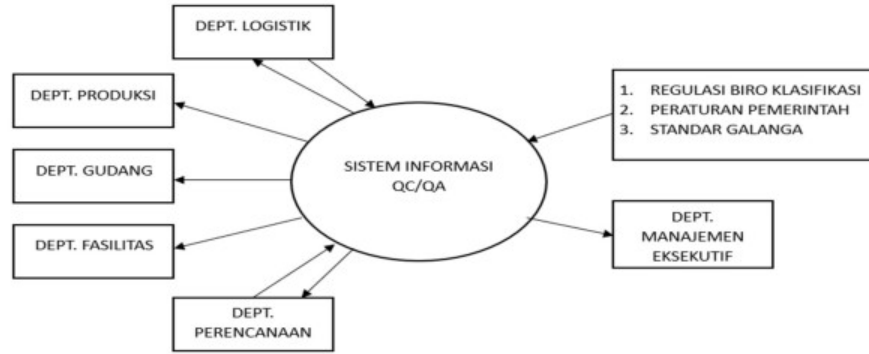 DEPT. LOGISTIK
DEPT. PRODUKSI
1. REGULASI BIRO KLASIFIKASI
2. PERATURAN PEMERINTAH
3. STANDAR GALANGA
SISTEM INFORMASI
QC/QA
DEPT. GUDANG
DEPT.
MANAJEMEN
EKSEKUTIF
DEPT. FASILITAS
DEPT.
PERENCANAAN